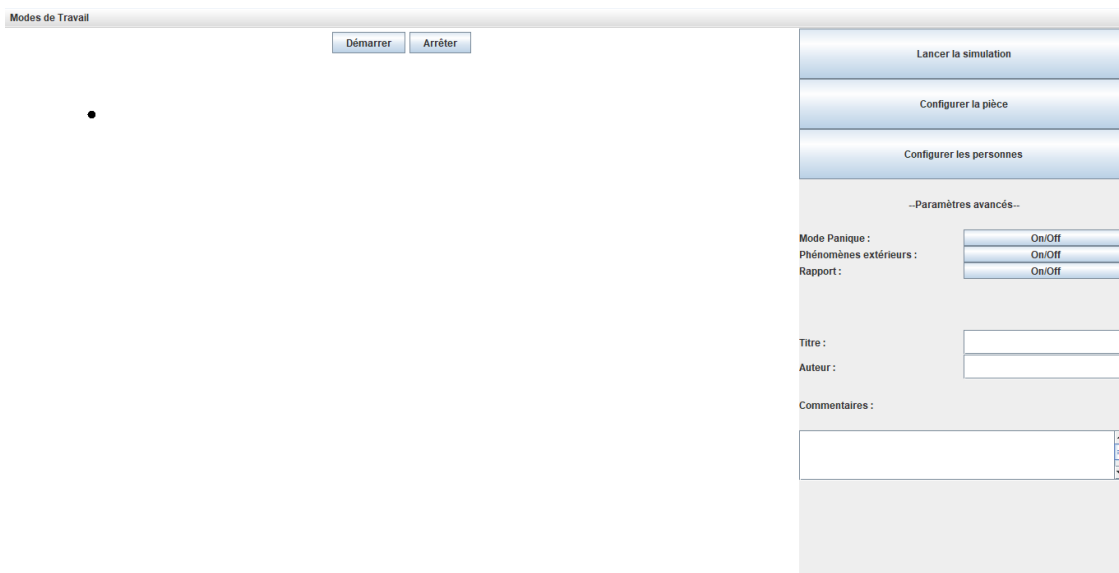 Modes de Travail
Démarrer Arrêter
Lancer la simulation
Configurer la pièce
Configurer les personnes
--Paramètres avancés--
Mode Panique : On/Off
Phénomènes extérieurs : On/Off
Rapport : On/Off
Titre :
Auteur :
Commentaires :